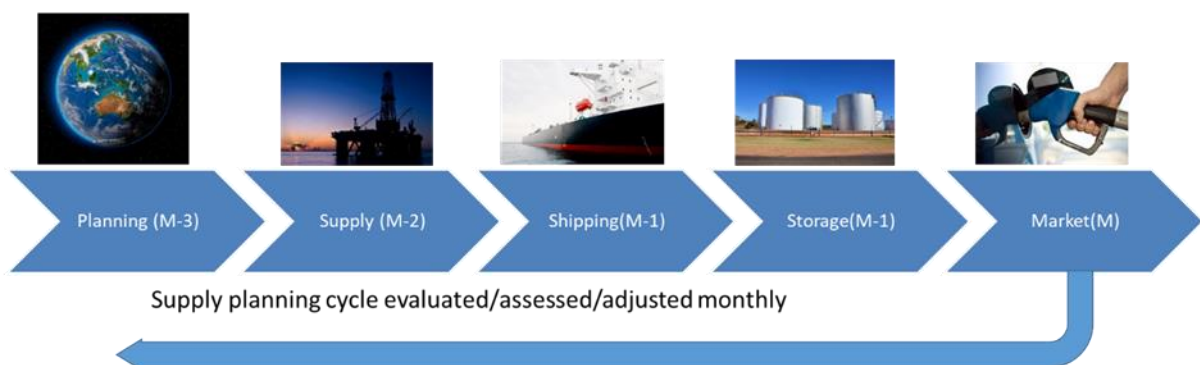 Planning (M-3)
Supply (M-2)
Shipping(M-1)
Storage(M-1)
Market(M)
Supply planning cycle evaluated/assessed/adjusted monthly